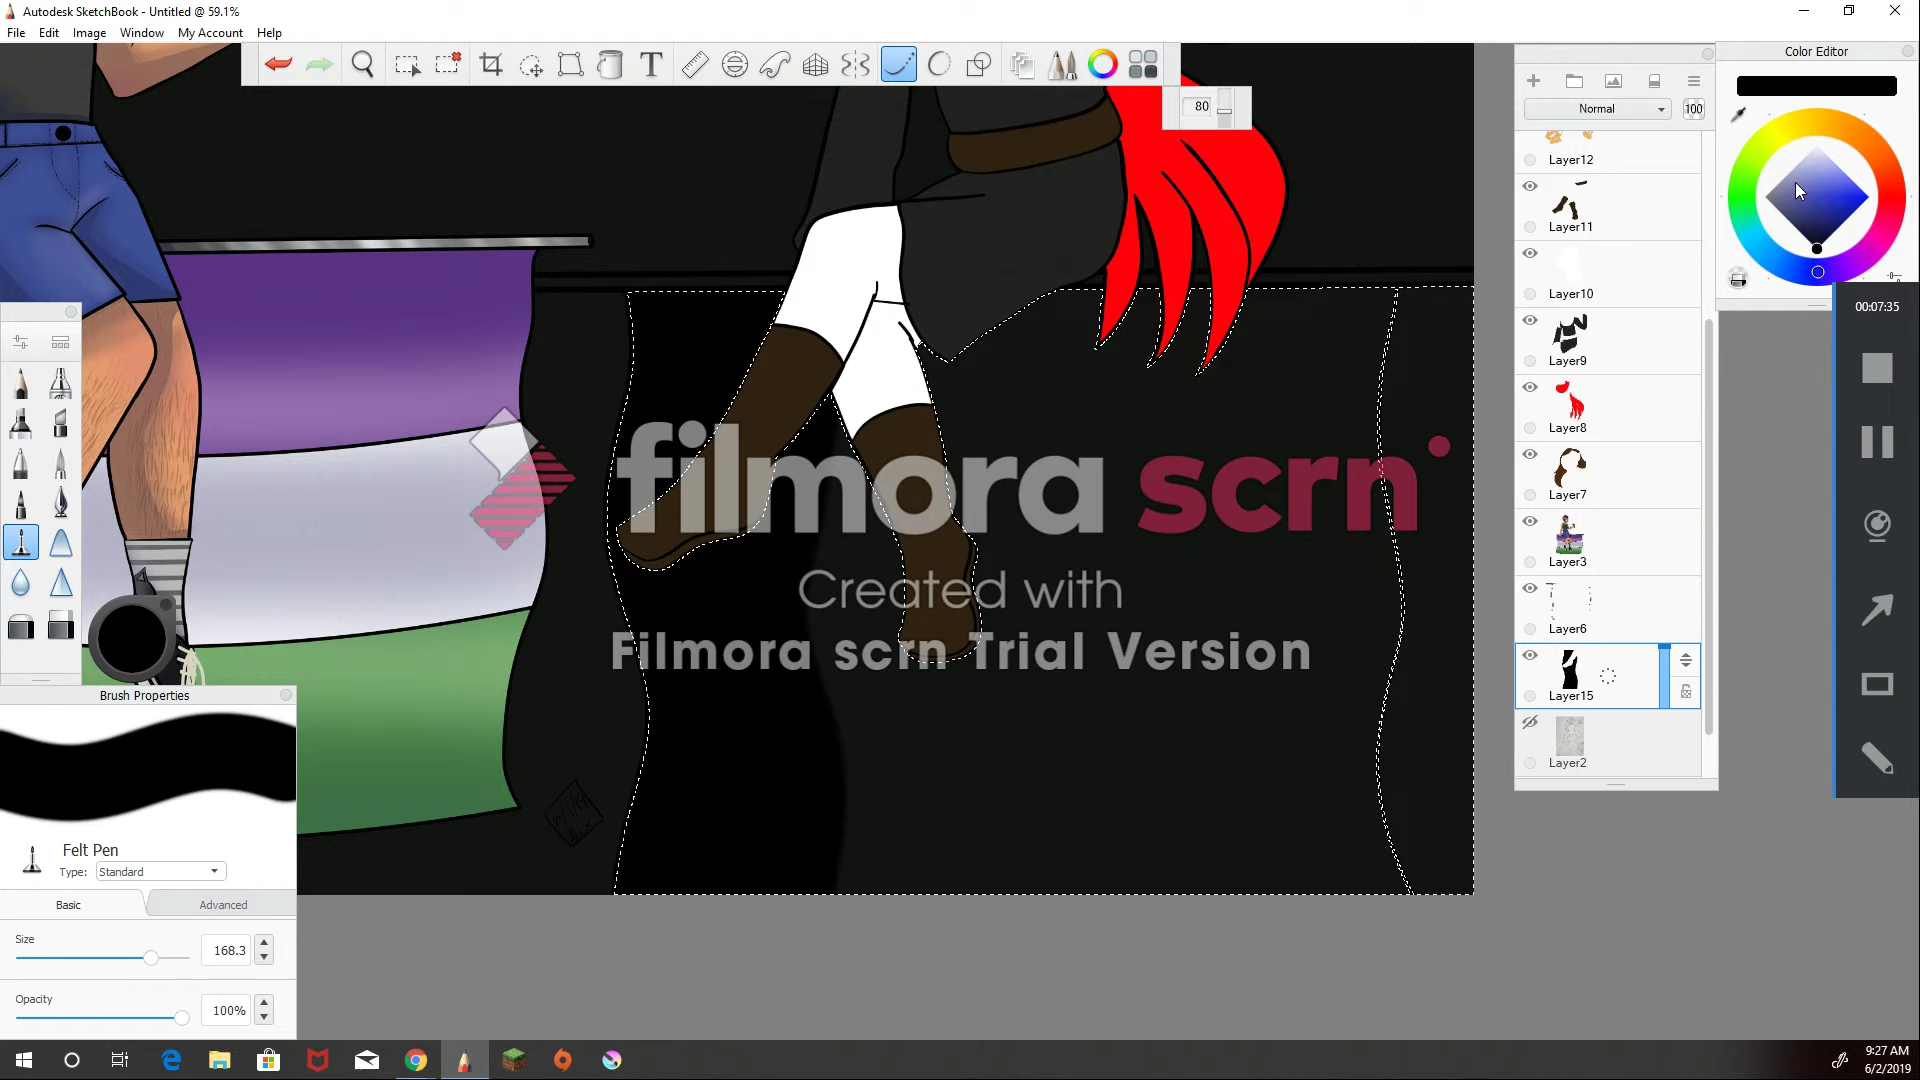 Autodesk SketchBook - Untitled @ 59.1%
File Edit Image Window My Account Help
T
80
Color Editor
Normal
100
Layer12
Layer11
Layer10
Layer9
Layer8
Layer7
Layer3
Layer6
Layer15
Layer2
00:07:35
filmora scrn
Created with
Filmora scrn Trial Version
Brush Properties
Felt Pen
Type: Standard
Basic Advanced
Size
168.3
Opacity
100%
9:27 AM
6/2/2019